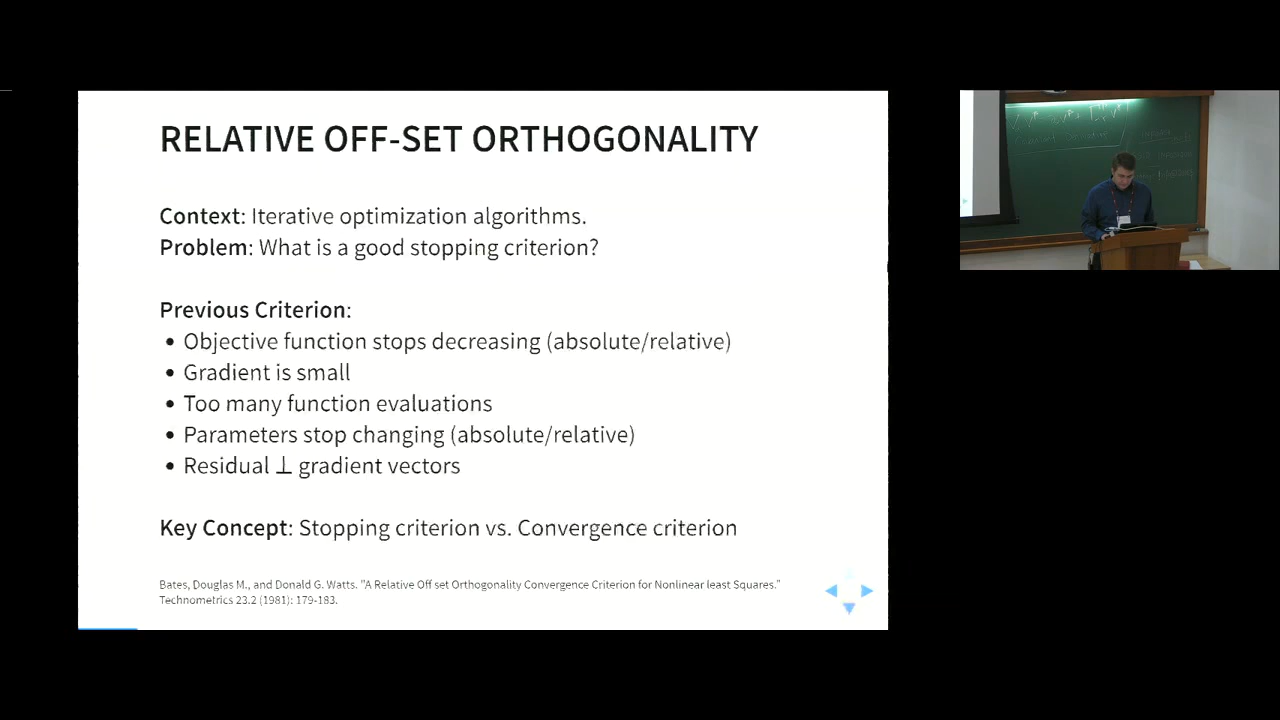 RELATIVE OFF-SET ORTHOGONALITY
Context: Iterative optimization algorithms.
Problem: What is a good stopping criterion?
Previous Criterion:
• Objective function stops decreasing (absolute/relative)
• Gradient is small
• Too many function evaluations
• Parameters stop changing (absolute/relative)
• Residual ⊥ gradient vectors
Key Concept: Stopping criterion vs. Convergence criterion
Bates, Douglas M., and Donald G. Watts. "A Relative Off set Orthogonality Convergence Criterion for Nonlinear least Squares."
Technometrics 23.2 (1981): 179-183.
Covariant Derivative